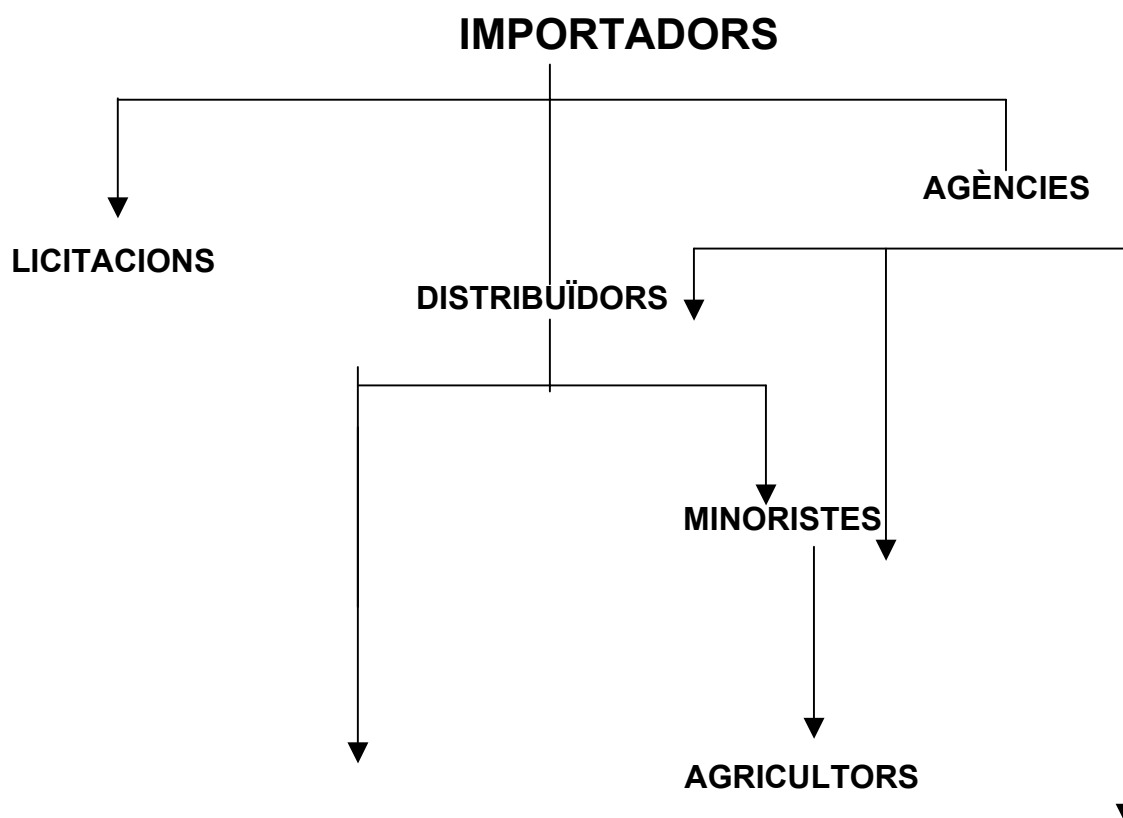 IMPORTADORS
AGÈNCIES
LICITACIONS
DISTRIBUÏDORS
MINORISTES
AGRICULTORS